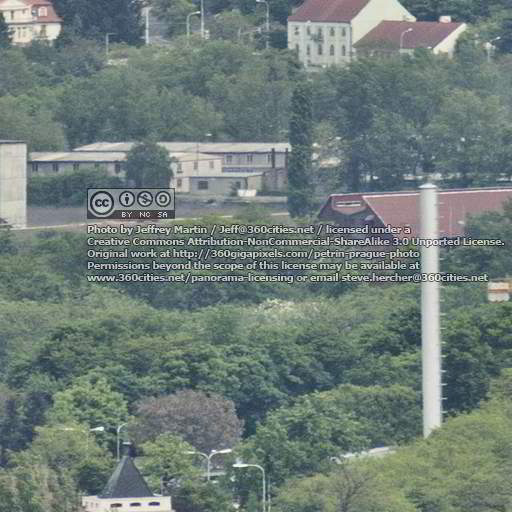 cc
BY NC SA
Photo by Jeffrey Martin / Jeff@360cities.net / licensed under a
Creative Commons Attribution-NonCommercial-ShareAlike 3.0 Unported License.
Original work at http://360gigapixels.com/petrin-prague-photo
Permissions beyond the scope of this license may be available at
www.360cities.net/panorama-licensing or email steve.hercher@360cities.net